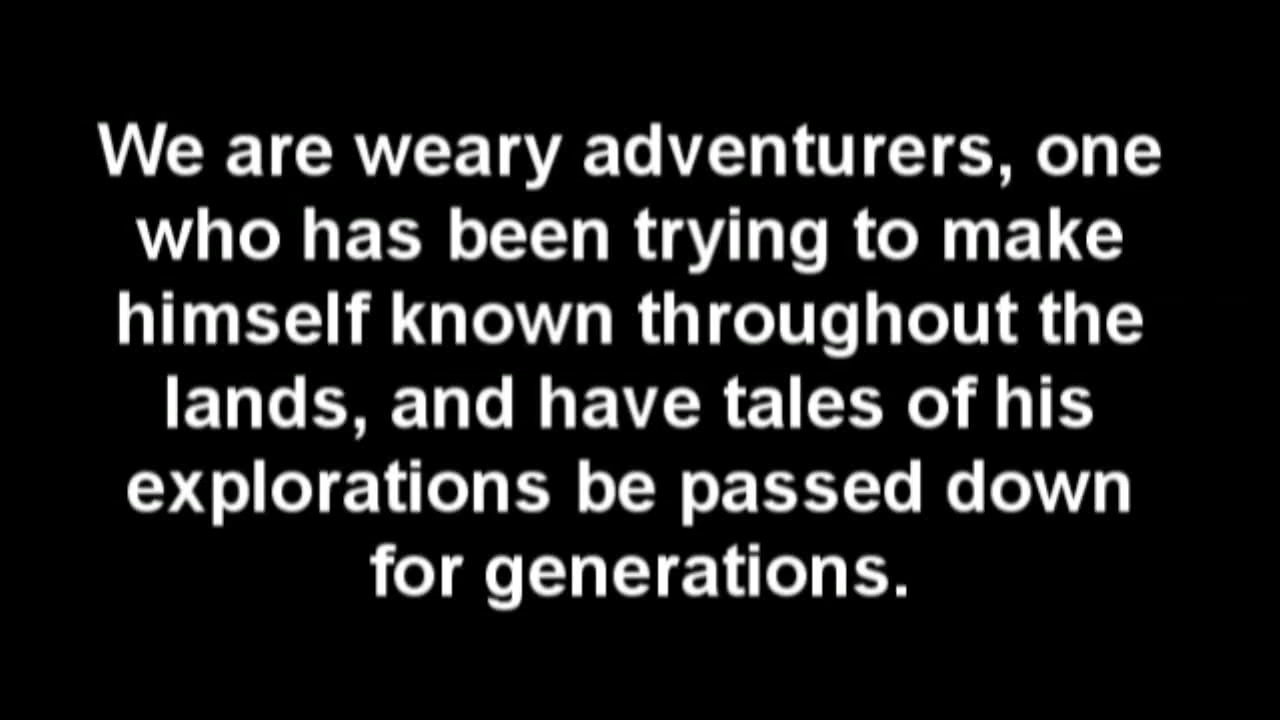 We are weary adventurers, one
who has been trying to make
himself known throughout the
lands, and have tales of his
explorations be passed down
for generations.